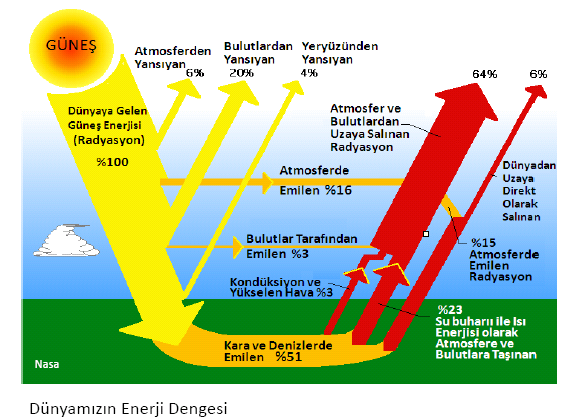 GÜNEŞ
Atmosferden
Yansıyan
6%
Bulutlardan
Yansıyan
20%
Yeryüzünden
Yansıyan
4%
64%
6%
Dünyaya Gelen
Güneş Enerjisi
(Radyasyon)
%100
Atmosfer ve
Bulutlardan
Uzaya Salınan
Radyasyon
Dünyadan
Uzaya
Direkt
Olarak
Salınan
Atmosferde
Emilen %16
Bulutlar Tarafından
Emilen %3
%15
Atmosferde
Emilen
Radyasyon
Kondüksiyon ve
Yükselen Hava %3
%23
Su buharıı ile Isı
Enerjisi olarak
Atmosfere ve
Bulutlara Taşınan
Kara ve Denizlerde
Emilen %51
Nasa
Dünyamızın Enerji Dengesi